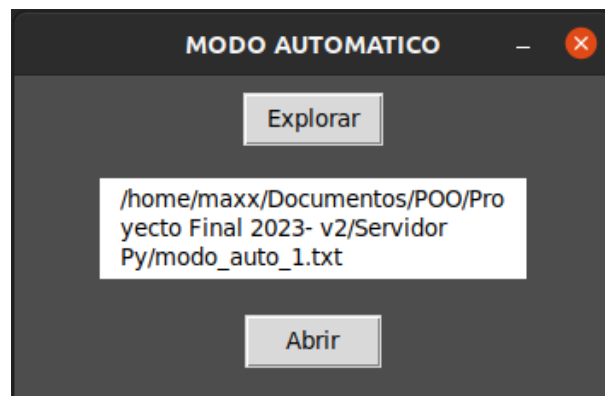 MODO AUTOMATICO
Explorar
/home/maxx/Documentos/POO/Pro
yecto Final 2023- v2/Servidor
Py/modo_auto_1.txt
Abrir